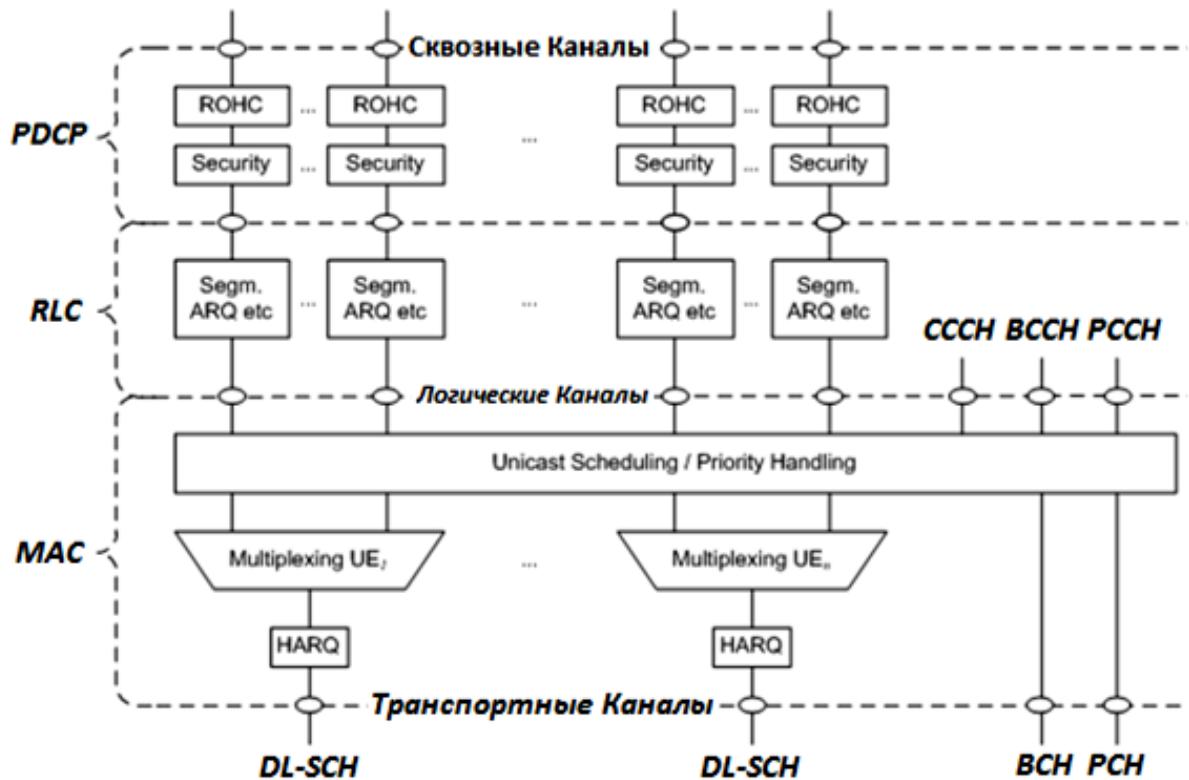 Сквозные Каналы
ROHC ... ROHC ROHC ... ROHC
PDCP ...
Security ... Security Security ... Security
RLC Segm. ARQ etc ... Segm. ARQ etc ... Segm. ARQ etc ... Segm. ARQ etc
CCCH BCCH PCCH
Логические Каналы
Unicast Scheduling / Priority Handling
MAC Multiplexing UE1 ... Multiplexing UEn
HARQ HARQ
Транспортные Каналы
DL-SCH DL-SCH BCH PCH